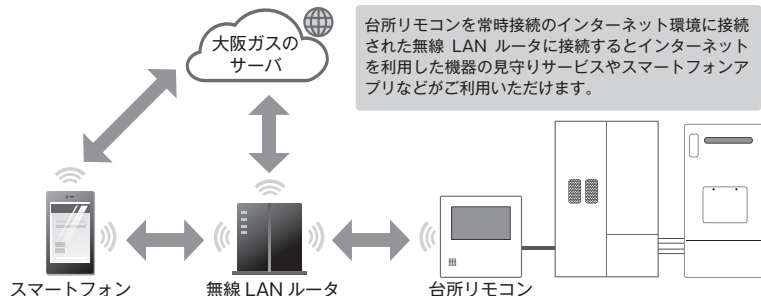 大阪ガスの
サーバ
台所リモコンを常時接続のインターネット環境に接続
された無線 LAN ルータに接続するとインターネット
を利用した機器の見守りサービスやスマートフォンア
プリなどがご利用いただけます。
スマートフォン
無線 LAN ルータ
台所リモコン